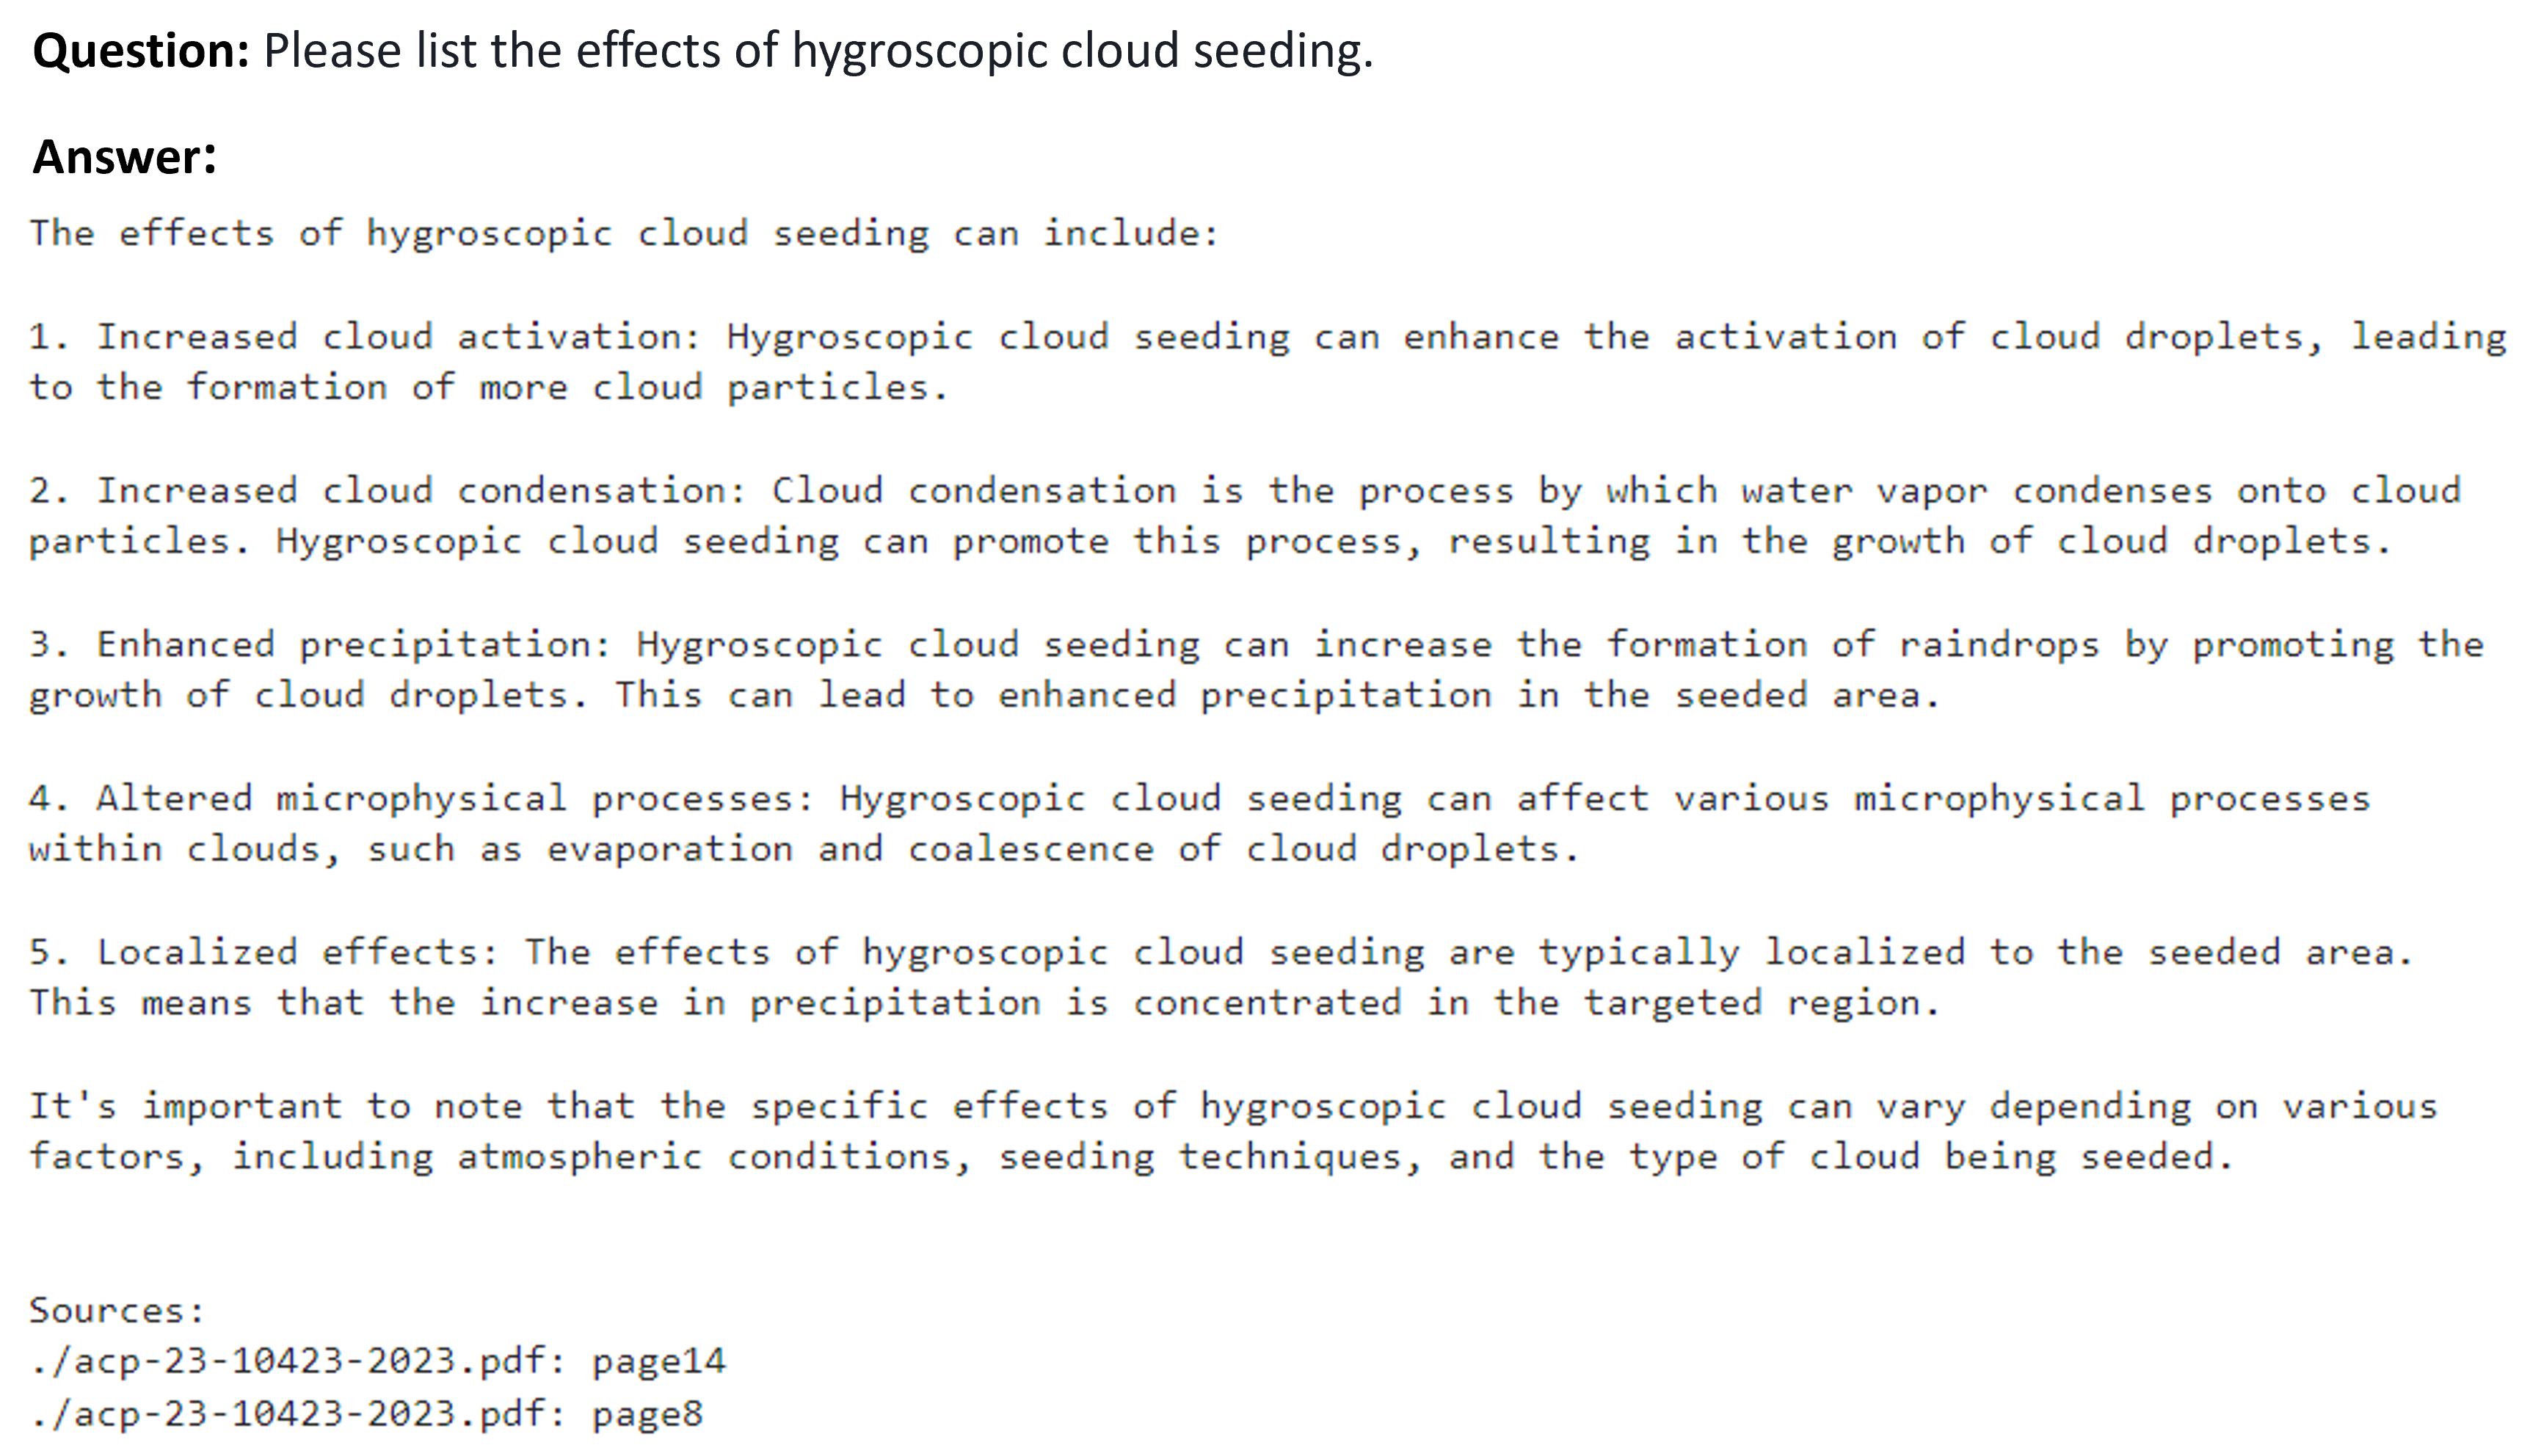 Question: Please list the effects of hygroscopic cloud seeding.
Answer:
The effects of hygroscopic cloud seeding can include:
1. Increased cloud activation: Hygroscopic cloud seeding can enhance the activation of cloud droplets, leading
to the formation of more cloud particles.
2. Increased cloud condensation: Cloud condensation is the process by which water vapor condenses onto cloud
particles. Hygroscopic cloud seeding can promote this process, resulting in the growth of cloud droplets.
3. Enhanced precipitation: Hygroscopic cloud seeding can increase the formation of raindrops by promoting the
growth of cloud droplets. This can lead to enhanced precipitation in the seeded area.
4. Altered microphysical processes: Hygroscopic cloud seeding can affect various microphysical processes
within clouds, such as evaporation and coalescence of cloud droplets.
5. Localized effects: The effects of hygroscopic cloud seeding are typically localized to the seeded area.
This means that the increase in precipitation is concentrated in the targeted region.
It's important to note that the specific effects of hygroscopic cloud seeding can vary depending on various
factors, including atmospheric conditions, seeding techniques, and the type of cloud being seeded.
Sources:
./acp-23-10423-2023.pdf: page14
./acp-23-10423-2023.pdf: page8